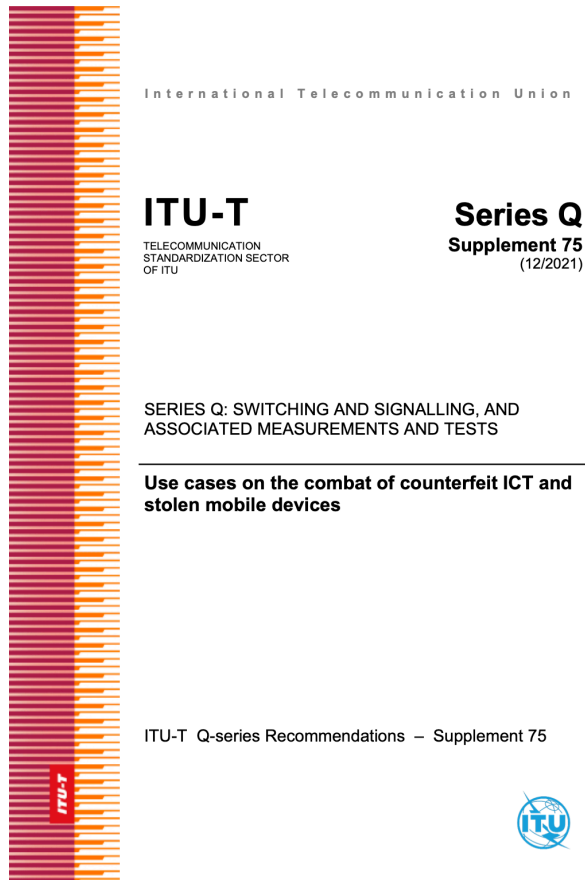 International Telecommunication Union
ITU-T
Series Q
TELECOMMUNICATION
STANDARDIZATION SECTOR
OF ITU
Supplement 75
(12/2021)
SERIES Q: SWITCHING AND SIGNALLING, AND
ASSOCIATED MEASUREMENTS AND TESTS
Use cases on the combat of counterfeit ICT and
stolen mobile devices
ITU-T Q-series Recommendations – Supplement 75
ITU-T
ITU